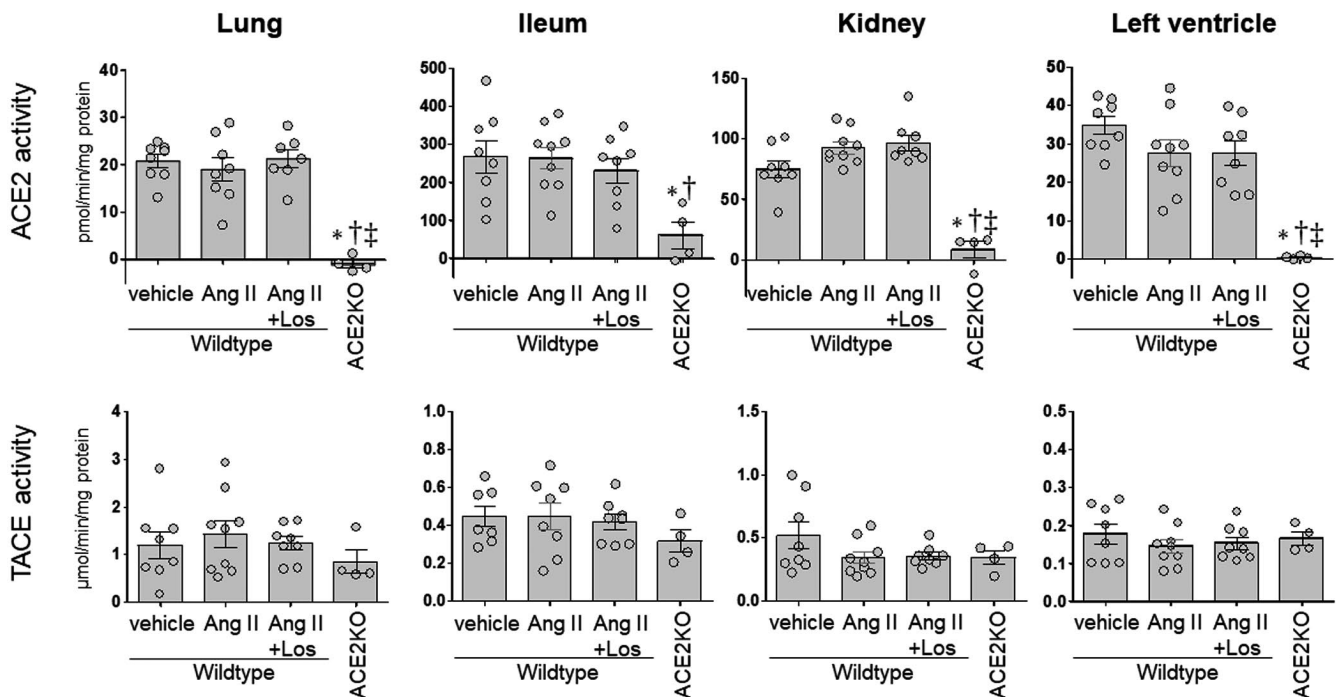 Lung
Ileum
Kidney
Left ventricle
ACE2 activity
pmol/min/mg protein
40
30
20
10
0
* †‡
vehicle Ang II Ang II +Los
Wildtype
ACE2KO
500
400
300
200
100
0
* †
vehicle Ang II Ang II +Los
Wildtype
ACE2KO
150
100
50
0
* †‡
vehicle Ang II Ang II +Los
Wildtype
ACE2KO
50
40
30
20
10
0
* †‡
vehicle Ang II Ang II +Los
Wildtype
ACE2KO
TACE activity
µmol/min/mg protein
4
3
2
1
0
vehicle Ang II Ang II +Los
Wildtype
ACE2KO
1.0
0.8
0.6
0.4
0.2
0.0
vehicle Ang II Ang II +Los
Wildtype
ACE2KO
1.5
1.0
0.5
0.0
vehicle Ang II Ang II +Los
Wildtype
ACE2KO
0.5
0.4
0.3
0.2
0.1
0.0
vehicle Ang II Ang II +Los
Wildtype
ACE2KO